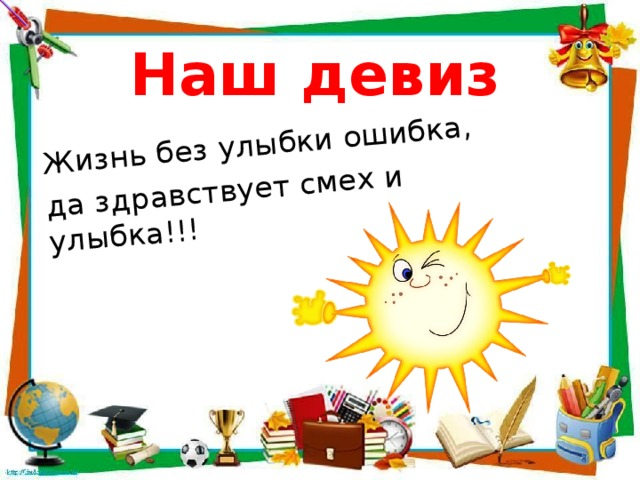 Наш девиз
Жизнь без улыбки ошибка,
да здравствует смех и
улыбка!!!